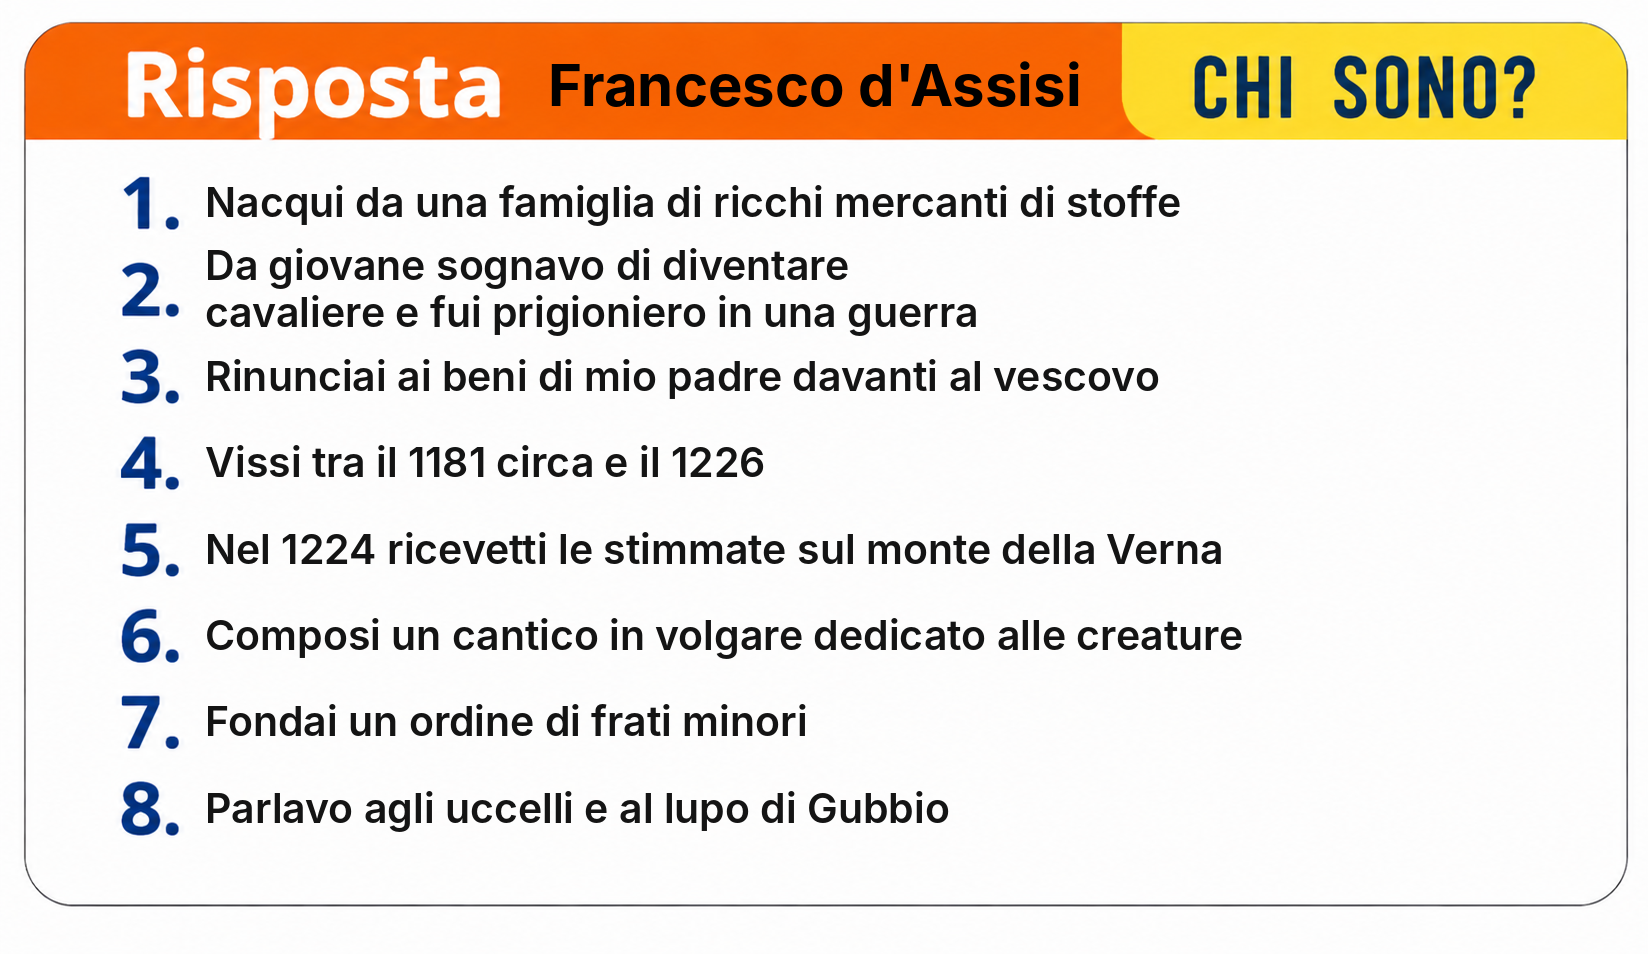 Risposta Francesco d'Assisi CHI SONO?
1. Nacqui da una famiglia di ricchi mercanti di stoffe
2. Da giovane sognavo di diventare
cavaliere e fui prigioniero in una guerra
3. Rinunciai ai beni di mio padre davanti al vescovo
4. Vissi tra il 1181 circa e il 1226
5. Nel 1224 ricevetti le stimmate sul monte della Verna
6. Composi un cantico in volgare dedicato alle creature
7. Fondai un ordine di frati minori
8. Parlavo agli uccelli e al lupo di Gubbio